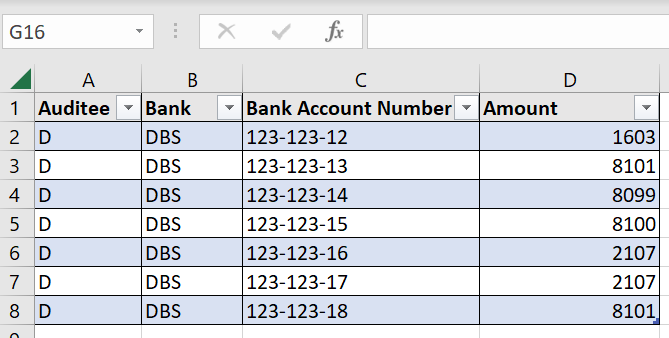 G16 fx
A B C D
1 Auditee Bank Bank Account Number Amount
2 D DBS 123-123-12 1603
3 D DBS 123-123-13 8101
4 D DBS 123-123-14 8099
5 D DBS 123-123-15 8100
6 D DBS 123-123-16 2107
7 D DBS 123-123-17 2107
8 D DBS 123-123-18 8101